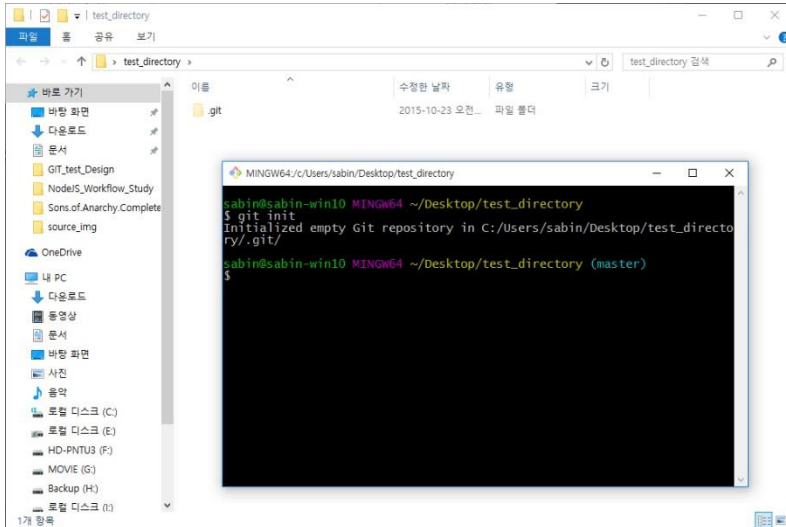 test_directory
파일 홈 공유 보기
test_directory
test_directory 검색
이름 수정한 날짜 유형 크기
.git 2015-10-23 오전... 파일 폴더
바로 가기
바탕 화면
다운로드
문서
GIT_test_Design
NodeJS_Workflow_Study
Sons.of.Anarchy.Complete
source_img
OneDrive
내 PC
다운로드
동영상
문서
바탕 화면
사진
음악
로컬 디스크 (C:)
로컬 디스크 (E:)
HD-PNTU3 (F:)
MOVIE (G:)
Backup (H:)
로컬 디스크 (I:)
1개 항목
MINGW64:/c/Users/sabin/Desktop/test_directory
sabin@sabin-win10 MINGW64 ~/Desktop/test_directory
$ git init
Initialized empty Git repository in C:/Users/sabin/Desktop/test_directo
ry/.git/
sabin@sabin-win10 MINGW64 ~/Desktop/test_directory (master)
$